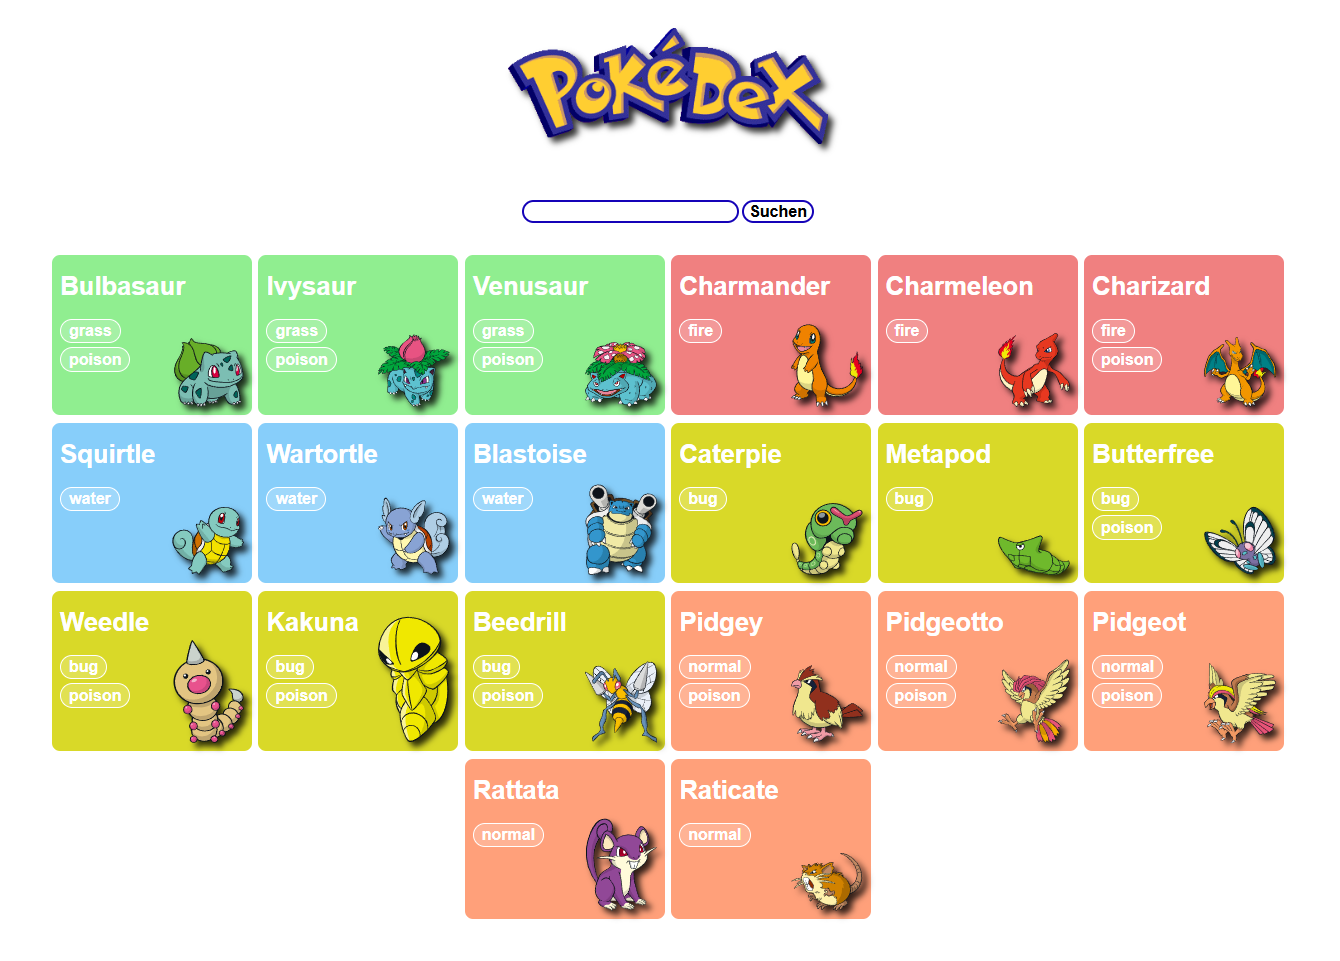 PokéDex
Suchen
Bulbasaur
grass
poison
Ivysaur
grass
poison
Venusaur
grass
poison
Charmander
fire
Charmeleon
fire
Charizard
fire
poison
Squirtle
water
Wartortle
water
Blastoise
water
Caterpie
bug
Metapod
bug
Butterfree
bug
poison
Weedle
bug
poison
Kakuna
bug
poison
Beedrill
bug
poison
Pidgey
normal
poison
Pidgeotto
normal
poison
Pidgeot
normal
poison
Rattata
normal
Raticate
normal